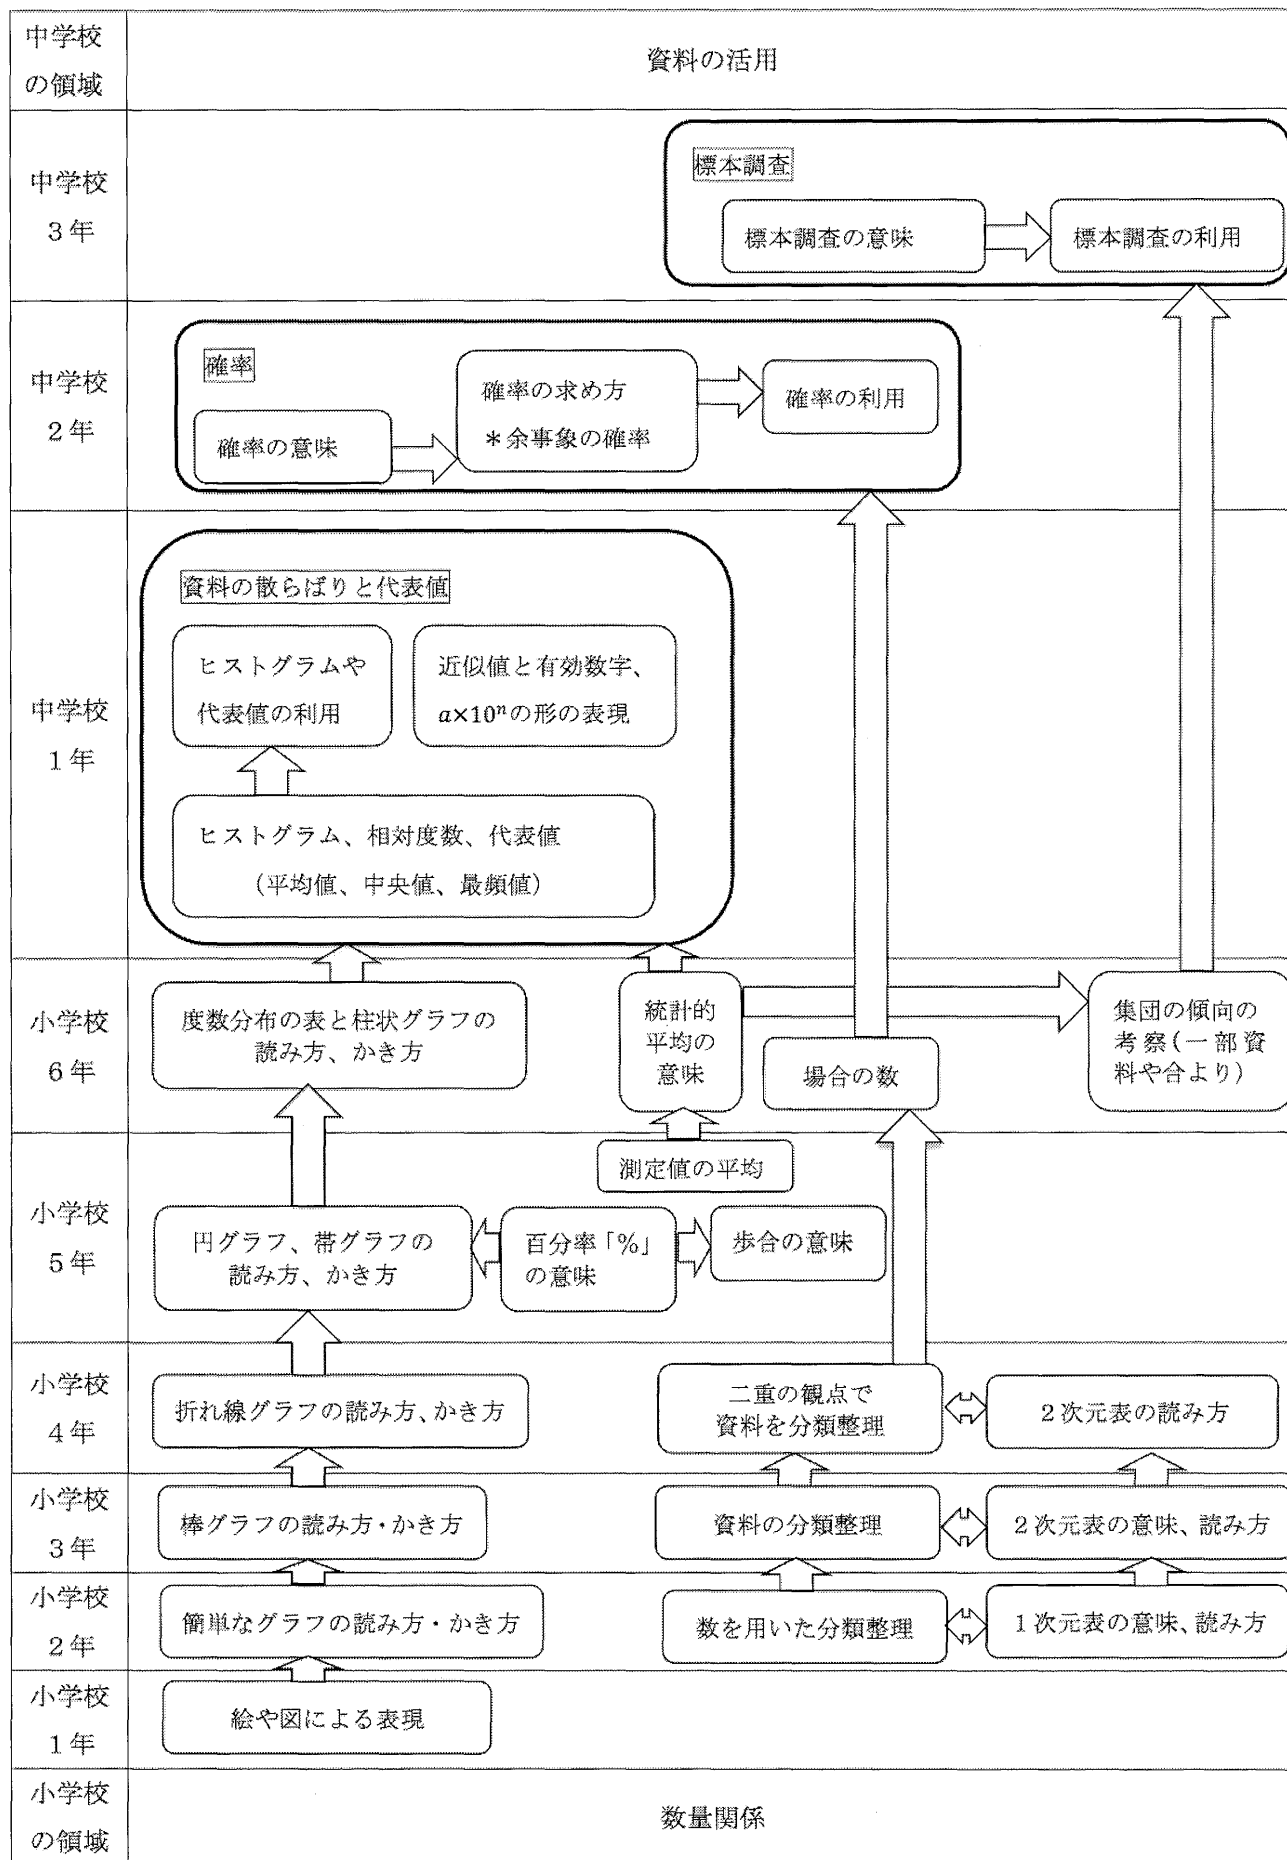 中学校
の領域
資料の活用
中学校
3年
標本調査
標本調査の意味
標本調査の利用
中学校
2年
確率
確率の意味
確率の求め方
＊余事象の確率
確率の利用
中学校
1年
資料の散らばりと代表値
ヒストグラムや
代表値の利用
近似値と有効数字、
a×10ⁿの形の表現
ヒストグラム、相対度数、代表値
（平均値、中央値、最頻値）
小学校
6年
度数分布の表と柱状グラフの
読み方、かき方
統計的
平均の
意味
場合の数
集団の傾向の
考察(一部資
料や合より)
小学校
5年
測定値の平均
円グラフ、帯グラフの
読み方、かき方
百分率「%」
の意味
歩合の意味
小学校
4年
折れ線グラフの読み方、かき方
二重の観点で
資料を分類整理
2次元表の読み方
小学校
3年
棒グラフの読み方・かき方
資料の分類整理
2次元表の意味、読み方
小学校
2年
簡単なグラフの読み方・かき方
数を用いた分類整理
1次元表の意味、読み方
小学校
1年
絵や図による表現
小学校
の領域
数量関係